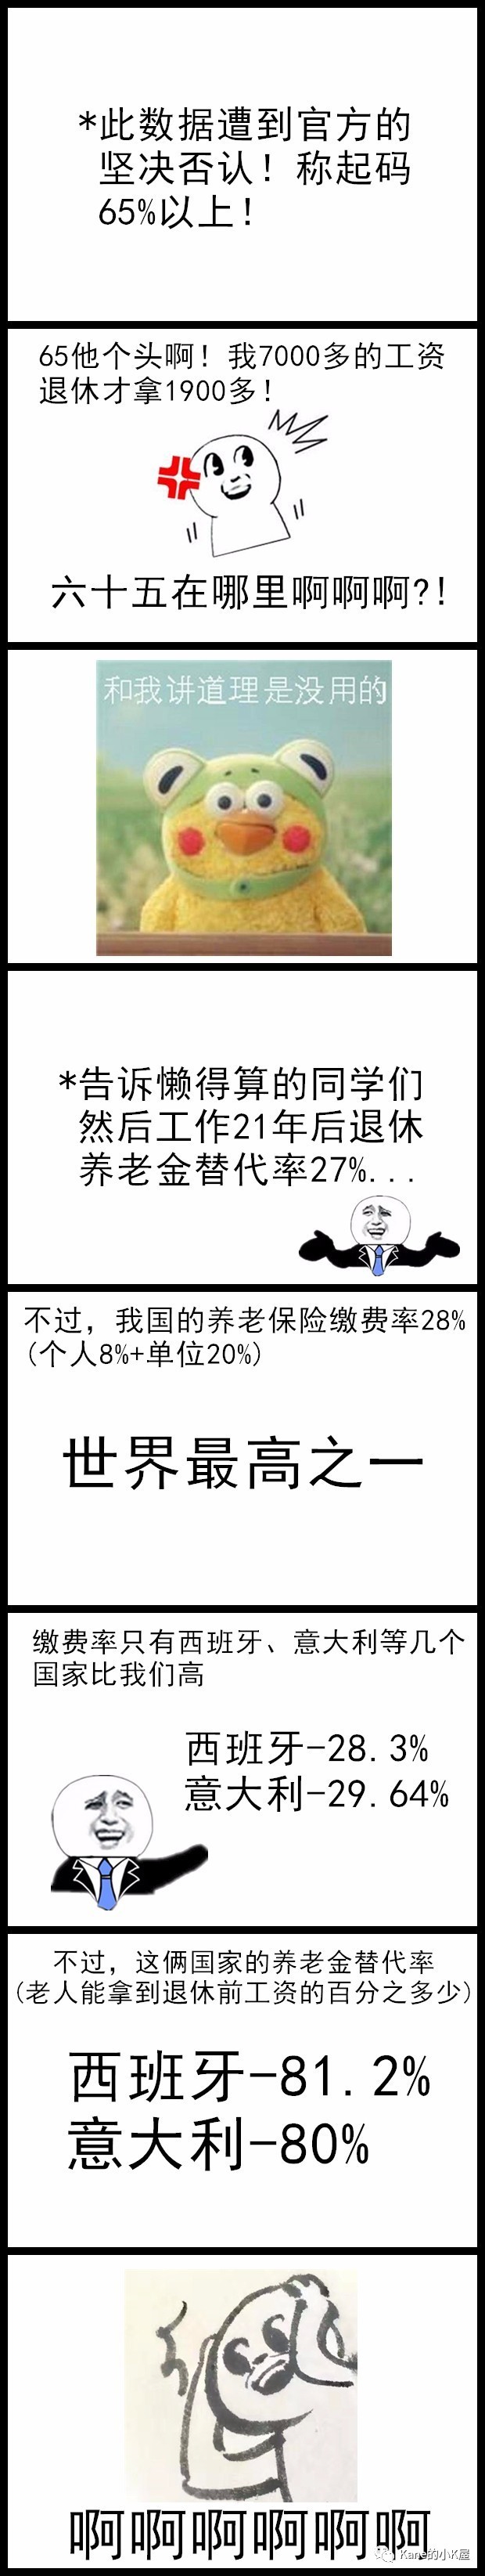 *此数据遭到官方的
坚决否认！称起码
65%以上！
65他个头啊！我7000多的工资
退休才拿1900多！
六十五在哪里啊啊啊?!
和我讲道理是没用的
*告诉懒得算的同学们
然后工作21年后退休
养老金替代率27%...
不过，我国的养老保险缴费率28%
(个人8%+单位20%)
世界最高之一
缴费率只有西班牙、意大利等几个
国家比我们高
西班牙-28.3%
意大利-29.64%
不过，这俩国家的养老金替代率
(老人能拿到退休前工资的百分之多少)
西班牙-81.2%
意大利-80%
啊啊啊啊啊啊
Kane的小K屋